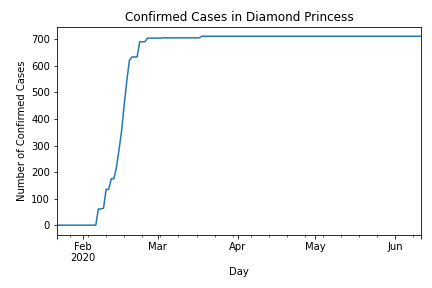 Confirmed Cases in Diamond Princess
Number of Confirmed Cases
700
600
500
400
300
200
100
0
Feb Mar Apr May Jun
2020
Day